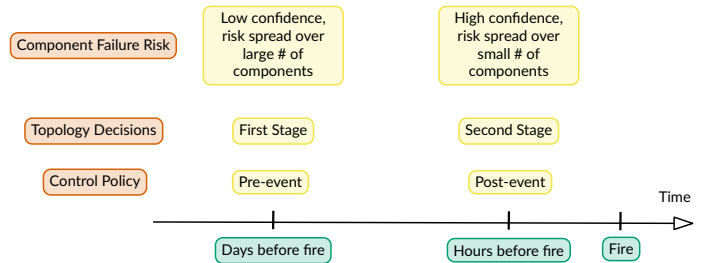 Component Failure Risk
Low confidence,
risk spread over
large # of
components
High confidence,
risk spread over
small # of
components
Topology Decisions
First Stage
Second Stage
Control Policy
Pre-event
Post-event
Time
Days before fire
Hours before fire
Fire